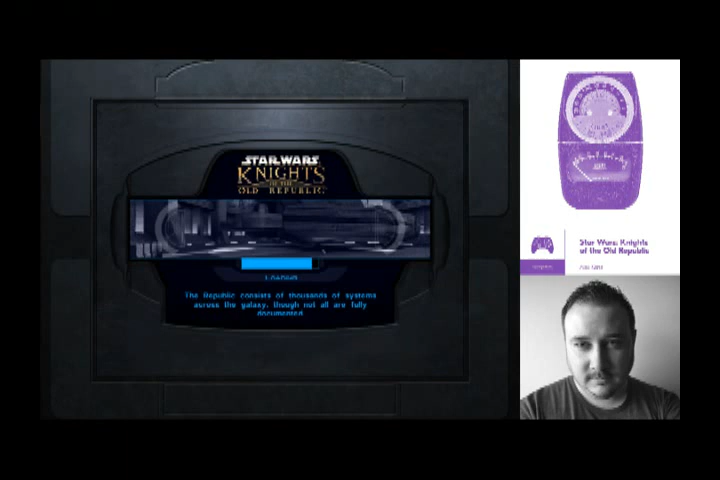 STAR WARS
KNIGHTS
OF THE
OLD REPUBLIC
LOADING
The Republic consists of thousands of systems
across the galaxy, though not all are fully
documented.
Star Wars: Knights
of the Old Republic